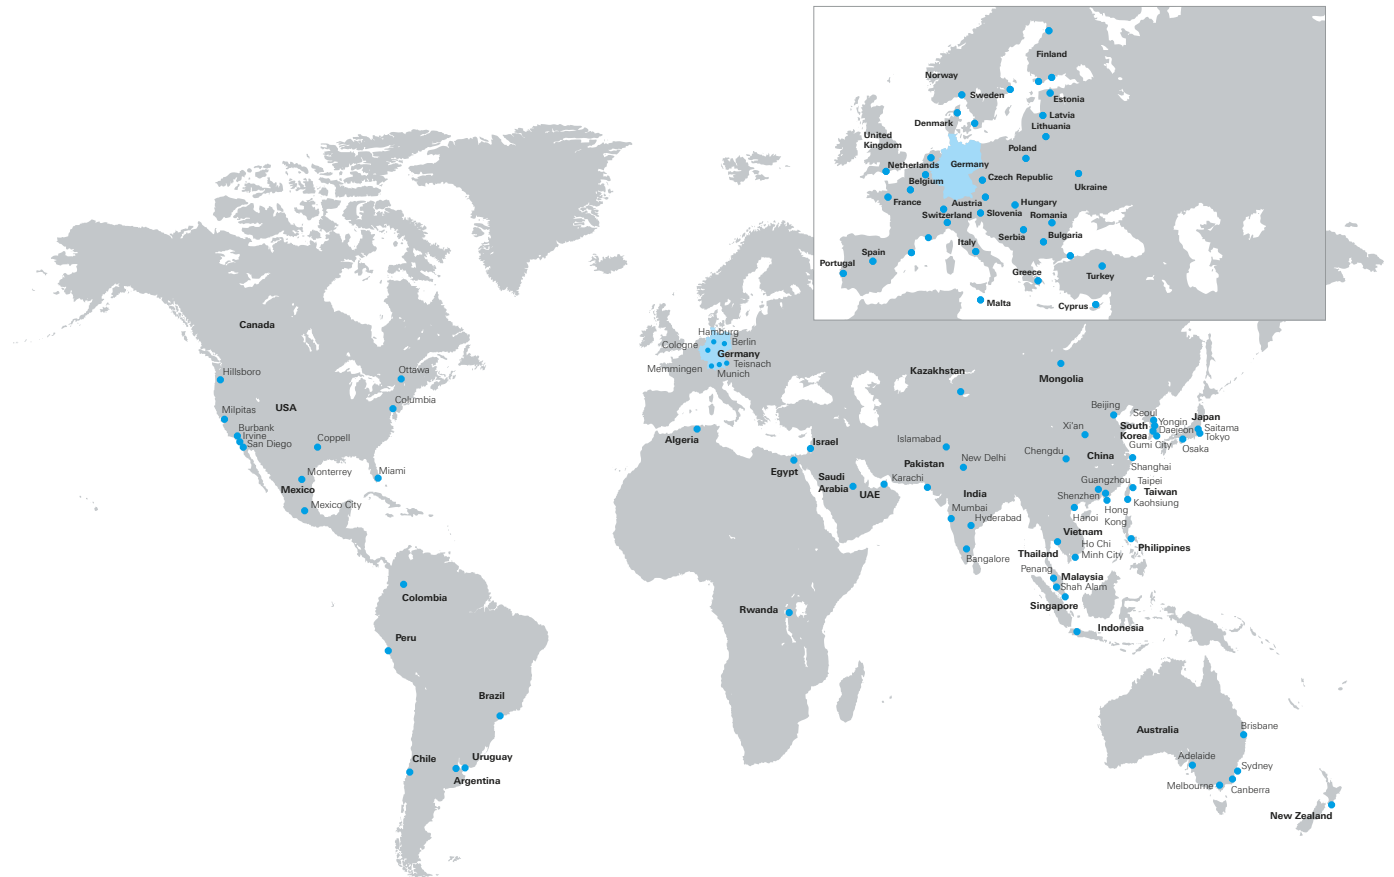 Finland
Norway
Sweden
Estonia
Latvia
Denmark
Lithuania
United
Kingdom
Poland
Netherlands
Germany
Belgium
Czech Republic
Ukraine
France
Austria
Hungary
Switzerland
Slovenia
Romania
Serbia
Bulgaria
Italy
Spain
Portugal
Greece
Turkey
Malta
Cyprus
Canada
Hillsboro
Ottawa
Milpitas
USA
Columbia
Burbank
Irvine
San Diego
Coppell
Monterrey
Miami
Mexico
Mexico City
Colombia
Peru
Brazil
Chile
Uruguay
Argentina
Hamburg
Cologne
Berlin
Germany
Memmingen
Teisnach
Munich
Algeria
Israel
Egypt
Saudi
Arabia
UAE
Rwanda
Kazakhstan
Mongolia
Islamabad
Pakistan
New Delhi
Karachi
India
Mumbai
Hyderabad
Bangalore
Beijing
Xi'an
Chengdu
China
Seoul
Yongin
South
Korea
Daejeon
Gumi City
Japan
Saitama
Tokyo
Osaka
Shanghai
Guangzhou
Taipei
Shenzhen
Taiwan
Kaohsiung
Hong
Kong
Hanoi
Vietnam
Ho Chi
Minh City
Thailand
Philippines
Penang
Malaysia
Shah Alam
Singapore
Indonesia
Australia
Brisbane
Adelaide
Sydney
Melbourne
Canberra
New Zealand